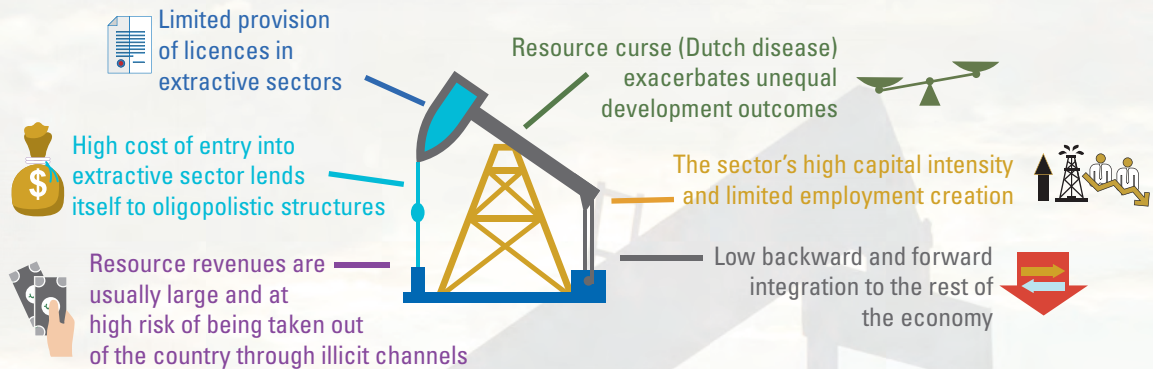 Limited provision
of licences in
extractive sectors
High cost of entry into
extractive sector lends
itself to oligopolistic structures
$
Resource revenues are
usually large and at
high risk of being taken out
of the country through illicit channels
Resource curse (Dutch disease)
exacerbates unequal
development outcomes
The sector's high capital intensity
and limited employment creation
Low backward and forward
integration to the rest of
the economy